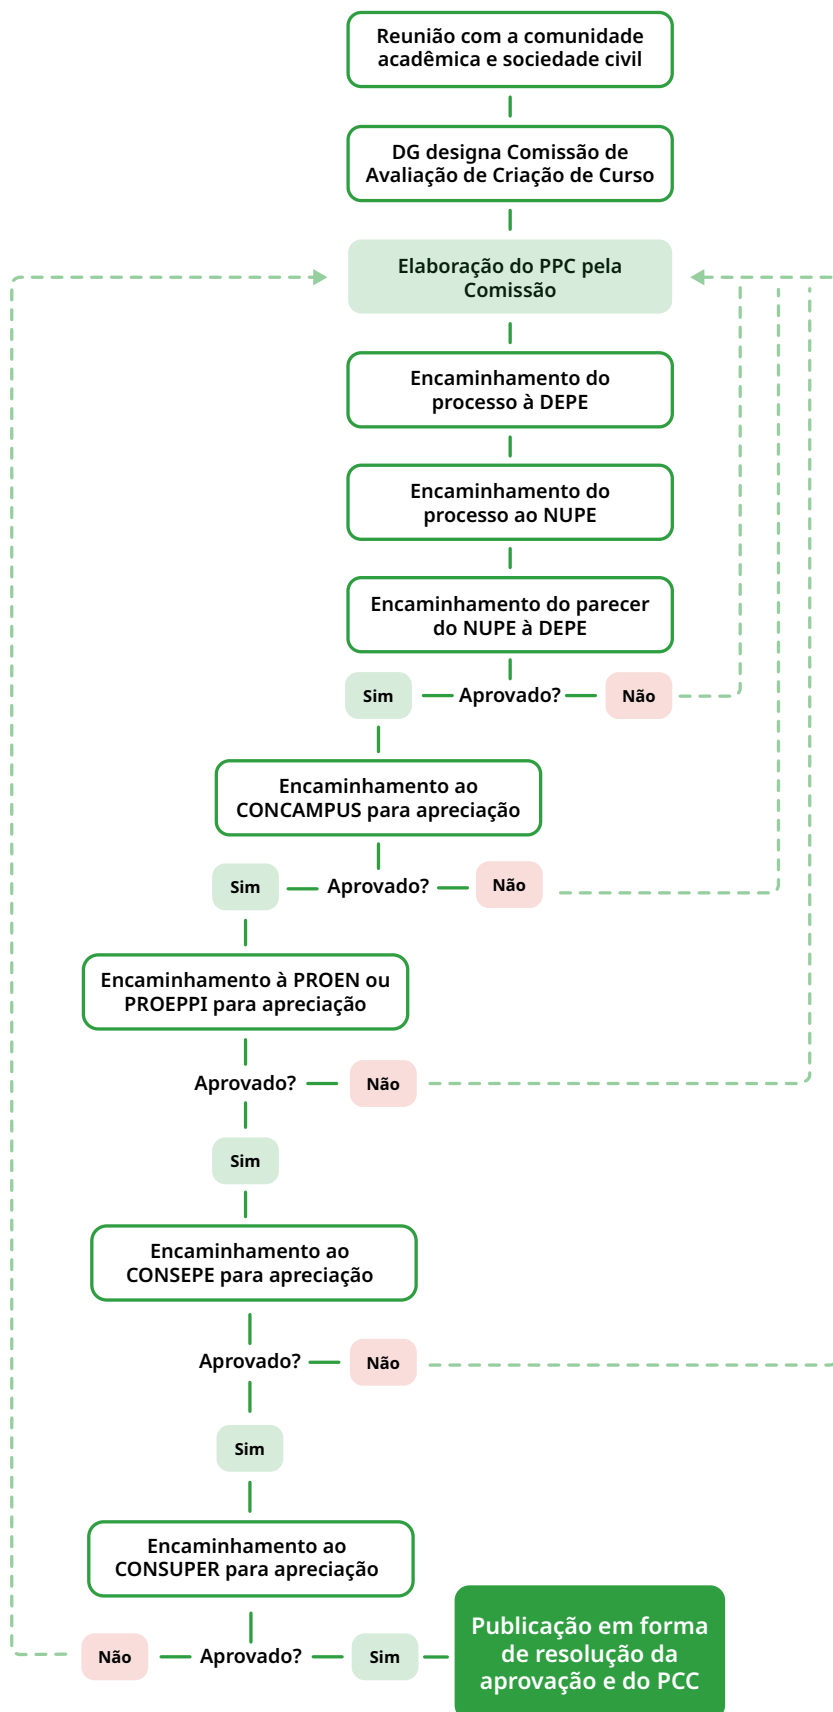 Reunião com a comunidade
acadêmica e sociedade civil
DG designa Comissão de
Avaliação de Criação de Curso
Elaboração do PPC pela
Comissão
Encaminhamento do
processo à DEPE
Encaminhamento do
processo ao NUPE
Encaminhamento do parecer
do NUPE à DEPE
Sim
Aprovado?
Não
Encaminhamento ao
CONCAMPUS para apreciação
Sim
Aprovado?
Não
Encaminhamento à PROEN ou
PROEPPI para apreciação
Aprovado?
Não
Sim
Encaminhamento ao
CONSEPE para apreciação
Aprovado?
Não
Sim
Encaminhamento ao
CONSUPER para apreciação
Não
Aprovado?
Sim
Publicação em forma
de resolução da
aprovação e do PCC